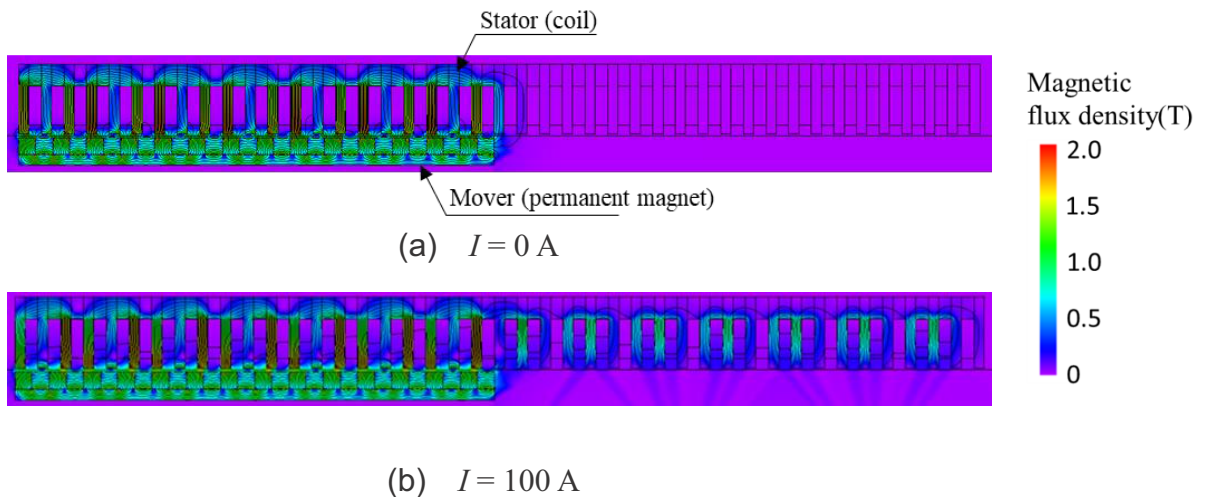 Stator (coil)
Magnetic
flux density(T)
2.0
1.5
1.0
0.5
0
Mover (permanent magnet)
(a) I = 0 A
(b) I = 100 A